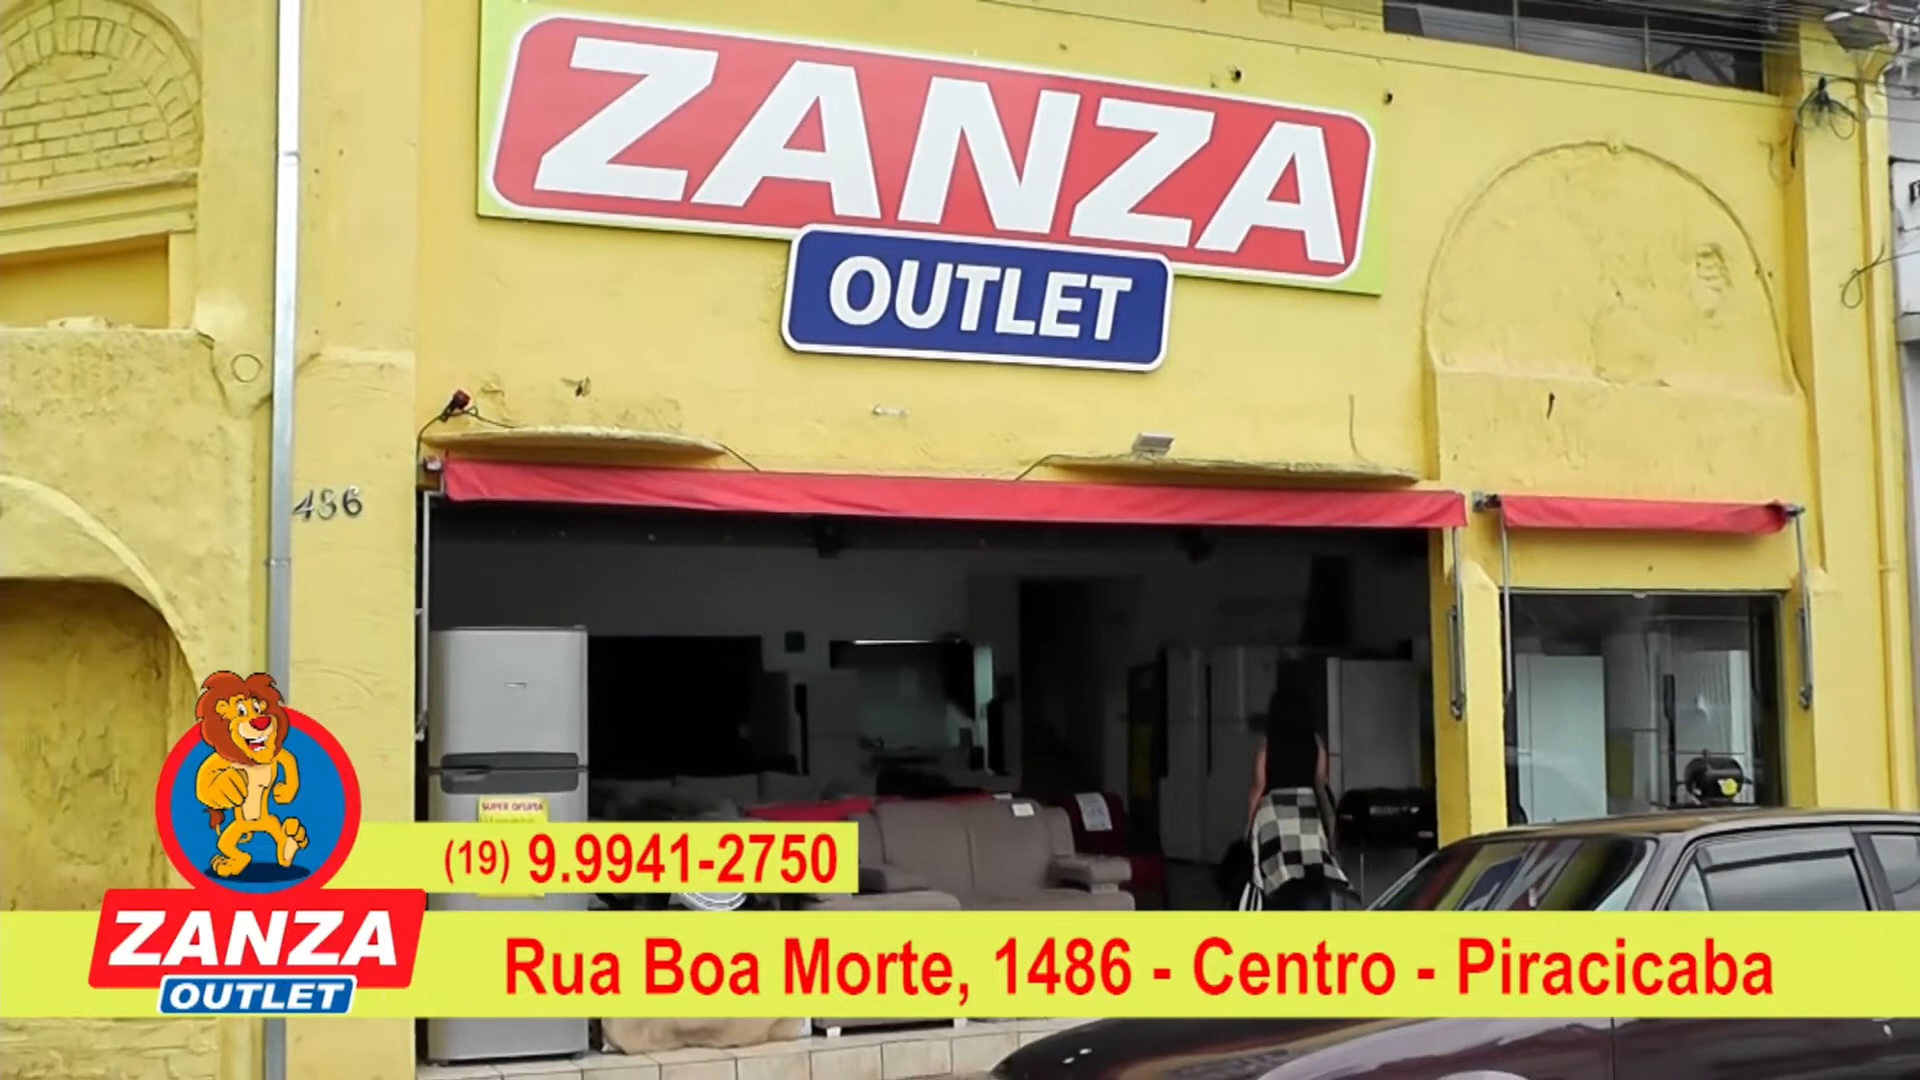 ZANZA
OUTLET
486
SUPER OFERTA
(19) 9.9941-2750
ZANZA
OUTLET
Rua Boa Morte, 1486 - Centro - Piracicaba